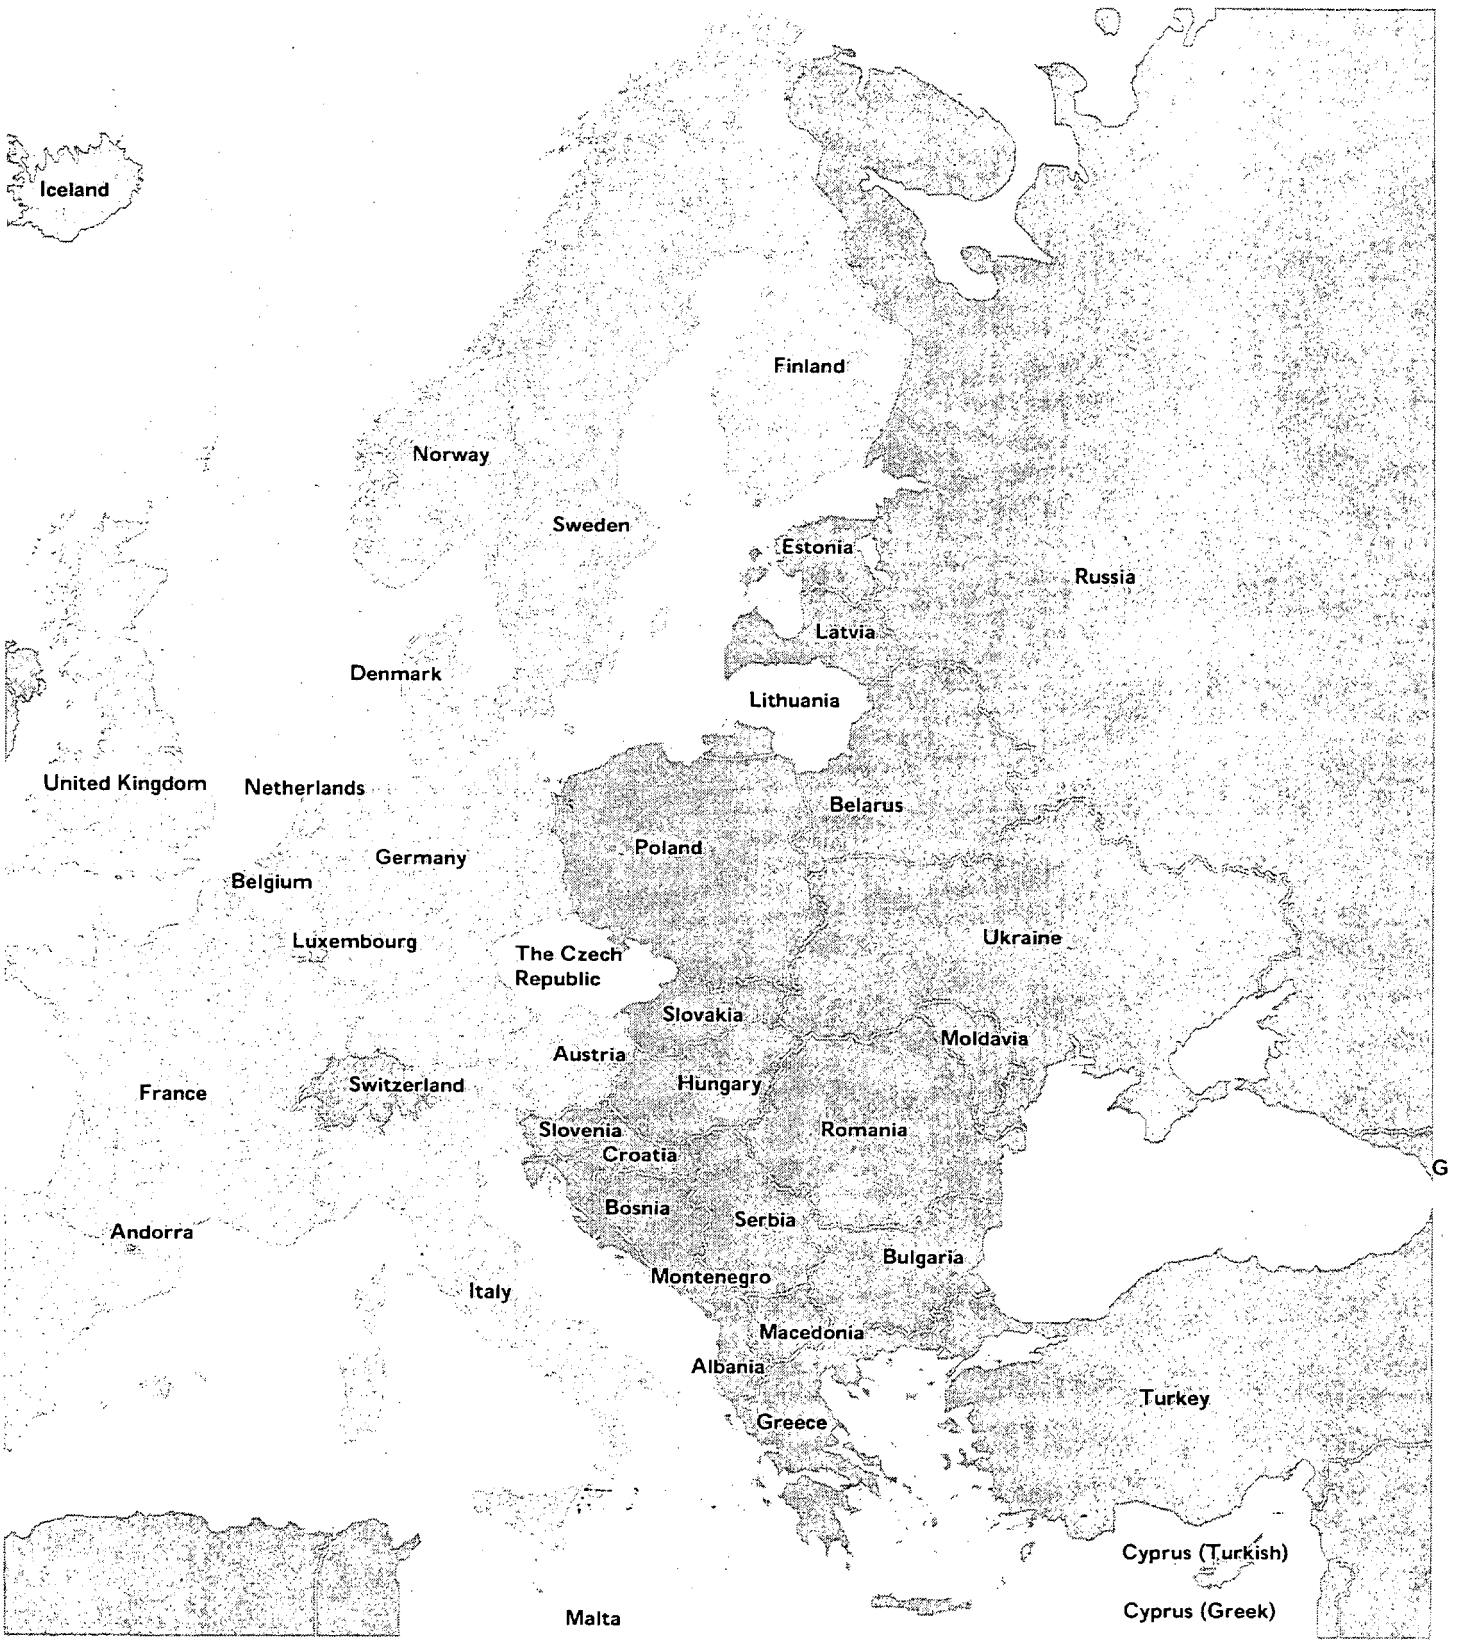 Iceland
Finland
Norway
Sweden
Estonia
Russia
Latvia
Denmark
Lithuania
United Kingdom
Netherlands
Belarus
Poland
Germany
Belgium
Ukraine
Luxembourg
The Czech
Republic
Slovakia
Moldavia
Austria
Switzerland
Hungary
France
Slovenia
Romania
Croatia
G
Bosnia
Serbia
Andorra
Bulgaria
Montenegro
Italy
Macedonia
Albania
Turkey
Greece
Cyprus (Turkish)
Cyprus (Greek)
Malta